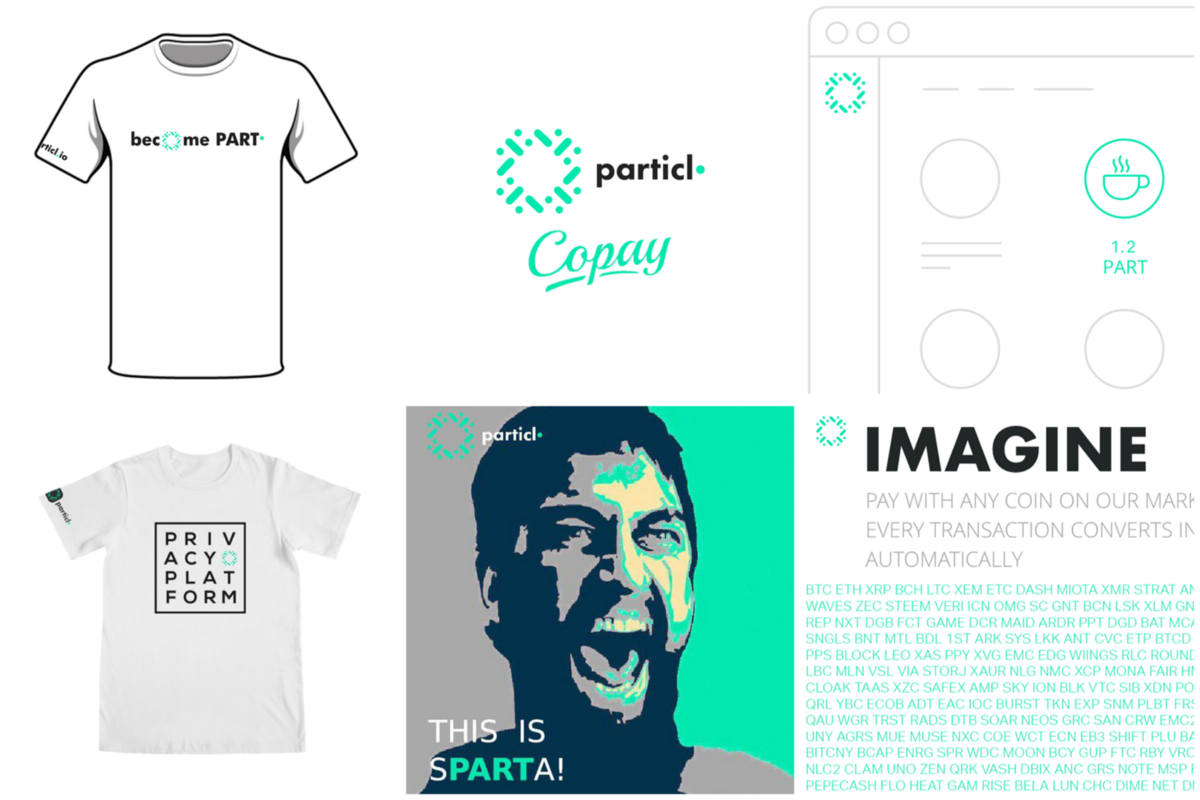 becme PART
rticl.io
particl
Copay
1.2
PART
PRIV
ACY
PLAT
FORM
particl
particl
THIS IS
SPARTA!
IMAGINE
PAY WITH ANY COIN ON OUR MARK
EVERY TRANSACTION CONVERTS IN
AUTOMATICALLY
BTC ETH XRP BCH LTC XEM ETC DASH MIOTA XMR STRAT AN
WAVES ZEC STEEM VERI ICN OMG SC GNT BCN LSK XLM GN
REP NXT DGB FCT GAME DCR MAID ARDR PPT DGD BAT MCA
SNGLS BNT MTL BDL 1ST ARK SYS LKK ANT CVC ETP BTCD
PPS BLOCK LEO XAS PPY XVG EMC EDG WIINGS RLC ROUND
LBC MLN VSL VIA STORJ XAUR NLG NMC XCP MONA FAIR
CLOAK TAAS XZC SAFEX AMP SKY ION BLK VTC SIB XDN PO
QRL YBC ECOB ADT EAC IOC BURST TKN EXP SNM PLBT FRS
QAU WGR TRST RADS DTB SOAR NEOS GRC SAN CRW EMC2
UNY AGRS MUE MUSE NXC COE WCT ECN EB3 SHIFT PLU BA
BITCNY BCAP ENRG SPR WDC MOON BCY GUP FTC RBY VRC
NLC2 CLAM UNO ZEN QRK VASH DBIX ANC GRS NOTE MSP
PEPECASH FLO HEAT GAM RISE BELA LUN CHC DIME NET